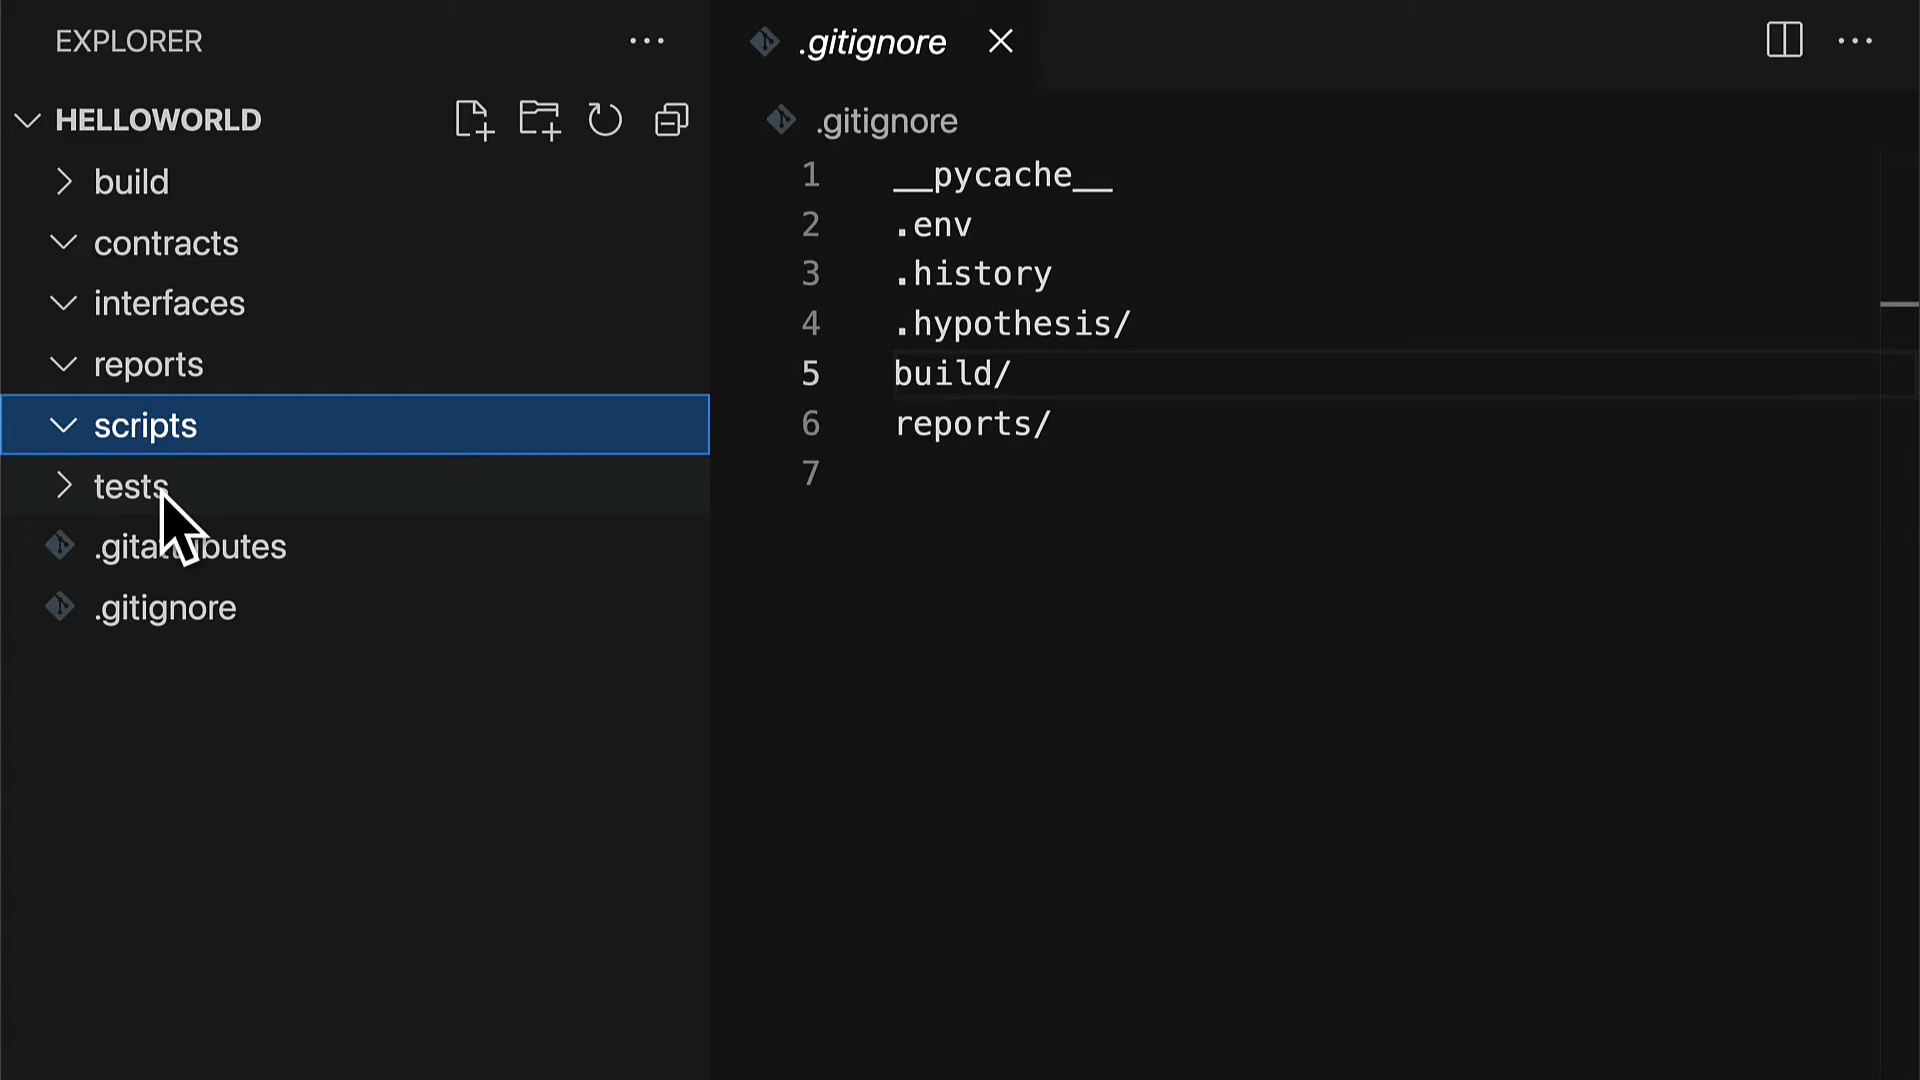 EXPLORER
HELLOWORLD
build
contracts
interfaces
reports
scripts
tests
.gitattributes
.gitignore
.gitignore
.gitignore
1 __pycache__
2 .env
3 .history
4 .hypothesis/
5 build/
6 reports/
7